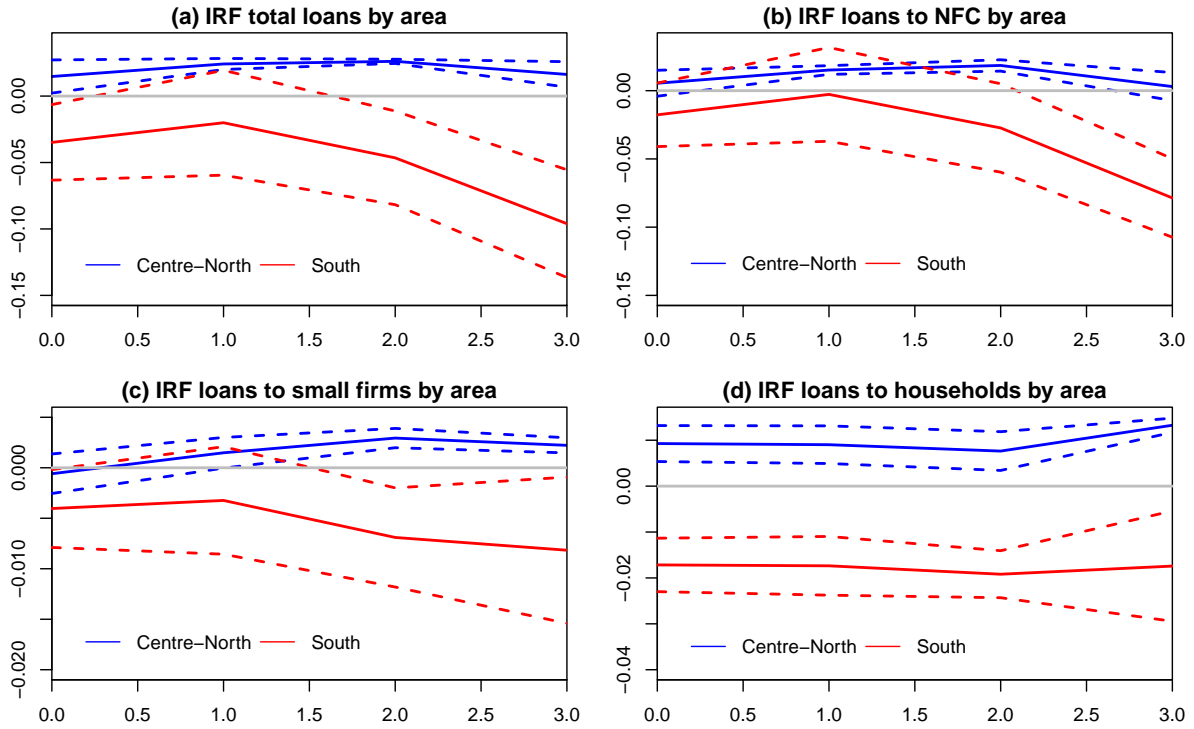 (a) IRF total loans by area
0.00
−0.05
−0.10
−0.15
Centre−North South
0.0 0.5 1.0 1.5 2.0 2.5 3.0
(b) IRF loans to NFC by area
0.00
−0.05
−0.10
−0.15
Centre−North South
0.0 0.5 1.0 1.5 2.0 2.5 3.0
(c) IRF loans to small firms by area
0.000
−0.010
−0.020
Centre−North South
0.0 0.5 1.0 1.5 2.0 2.5 3.0
(d) IRF loans to households by area
0.00
−0.02
−0.04
Centre−North South
0.0 0.5 1.0 1.5 2.0 2.5 3.0